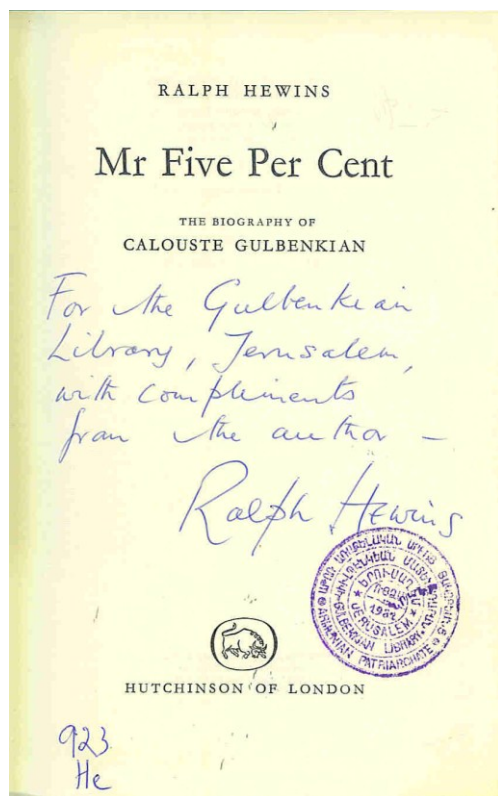 RALPH HEWINS
Mr Five Per Cent
THE BIOGRAPHY OF
CALOUSTE GULBENKIAN
For the Gulbenkian
Library, Jerusalem,
with compliments
from the author –
Ralph Hewins
JERUSALEM
GULBENKIAN LIBRARY
ARMENIAN PATRIARCHATE
HUTCHINSON OF LONDON
923
He